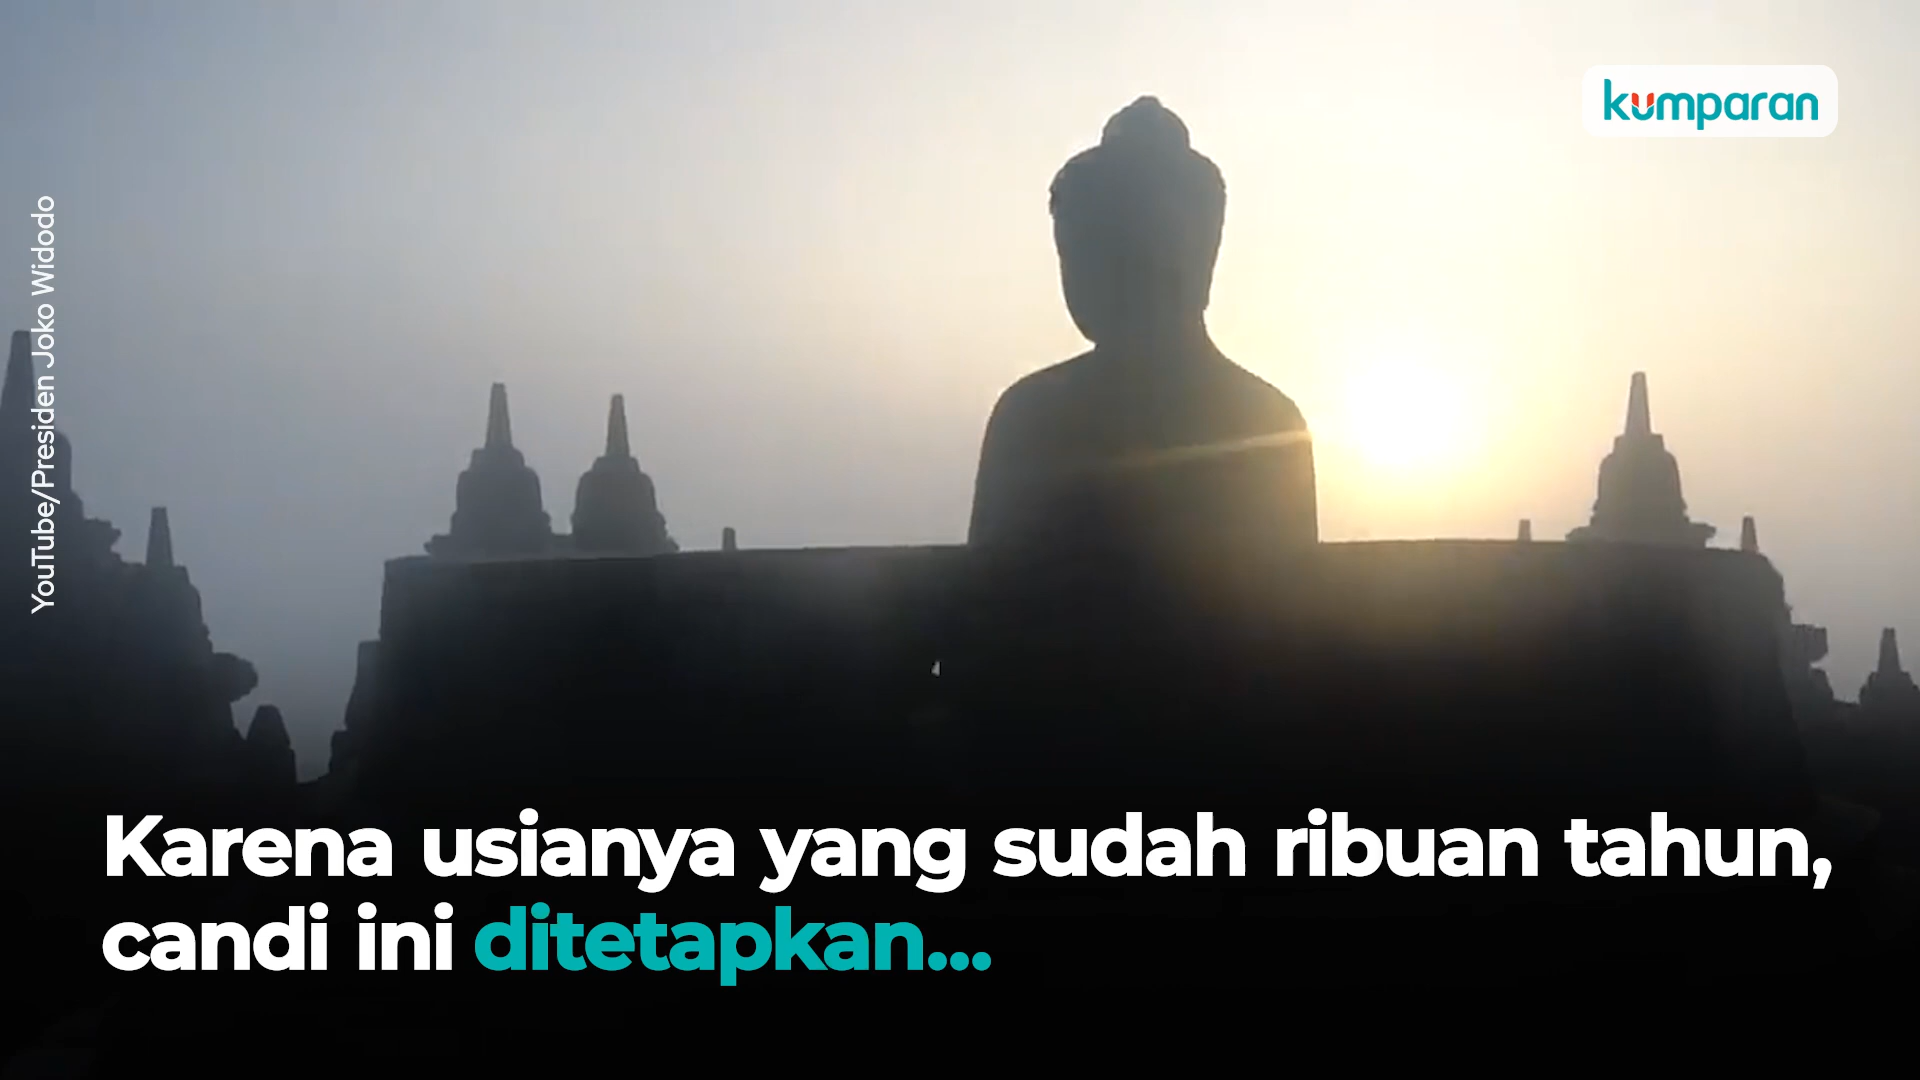 kumparan
YouTube/Presiden Joko Widodo
Karena usianya yang sudah ribuan tahun,
candi ini ditetapkan...